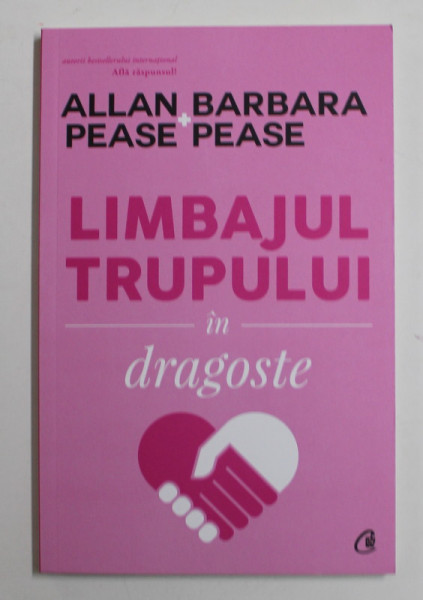 autorii bestsellerului internațional
Află răspunsul!
ALLAN + BARBARA
PEASE PEASE
LIMBAJUL
TRUPULUI
în
dragoste